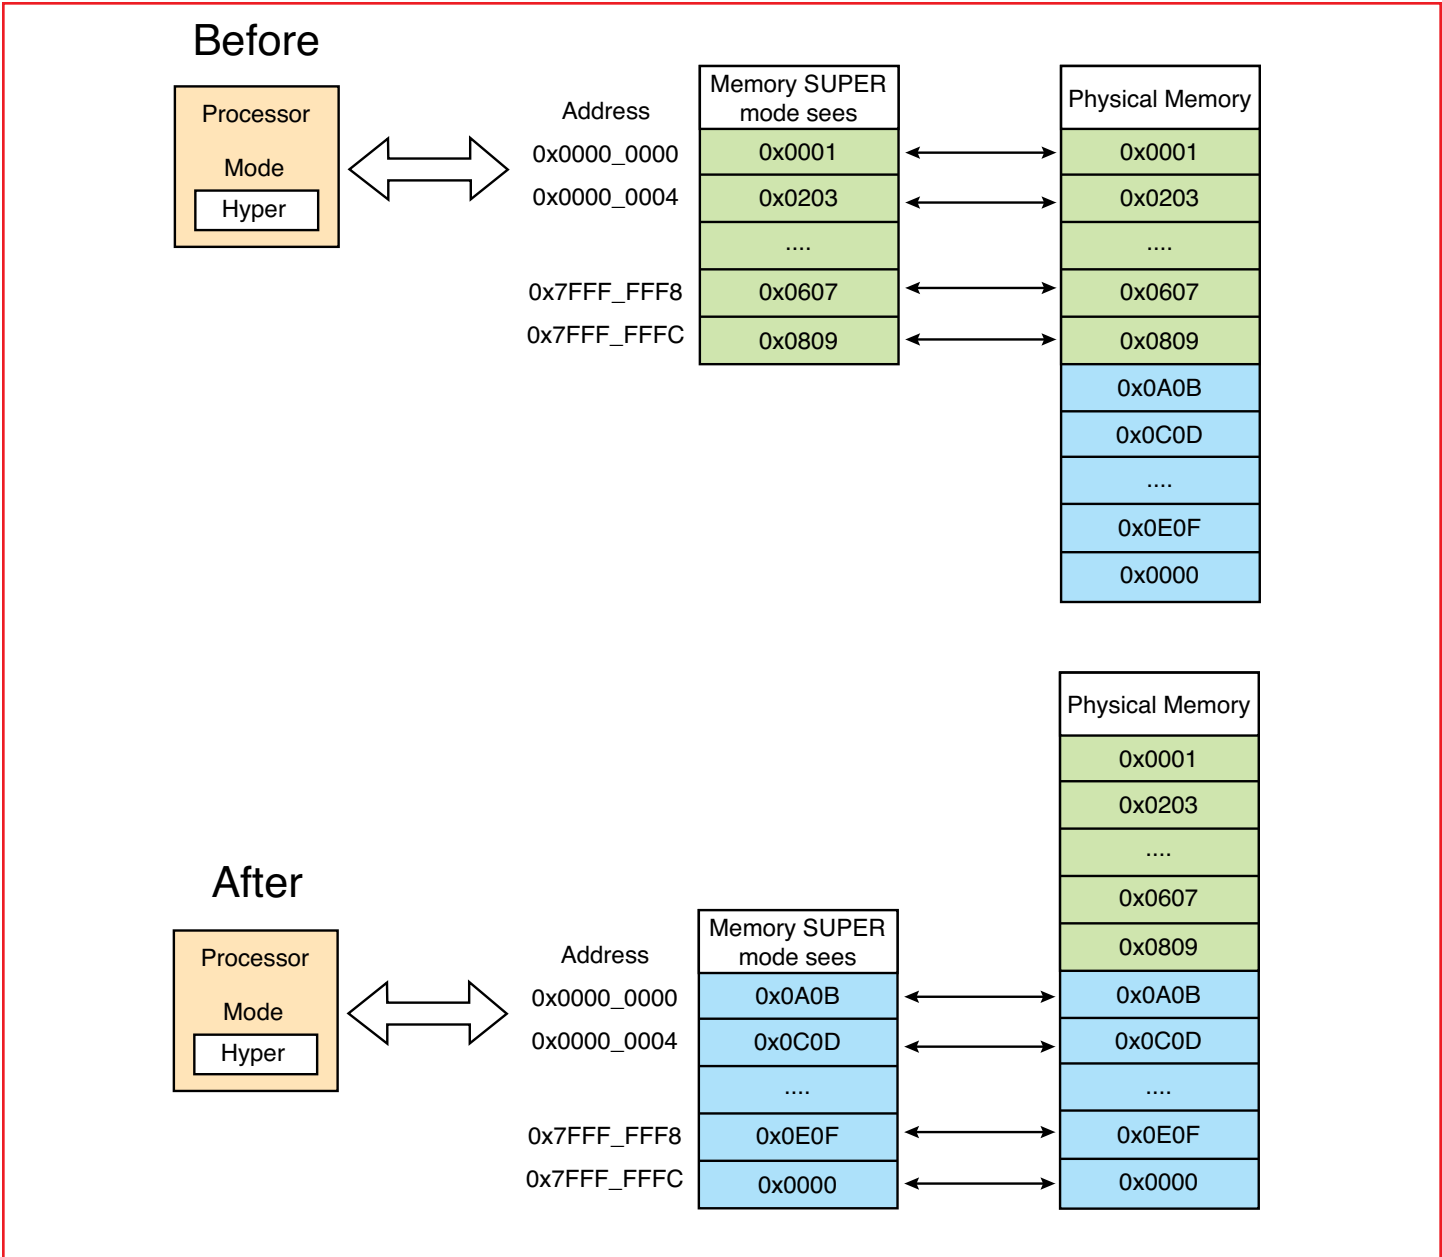 Before
Processor
Mode
Hyper
Address
0x0000_0000
0x0000_0004
0x7FFF_FFF8
0x7FFF_FFFC
Memory SUPER
mode sees
0x0001
0x0203
....
0x0607
0x0809
Physical Memory
0x0001
0x0203
....
0x0607
0x0809
0x0A0B
0x0C0D
....
0x0E0F
0x0000
After
Processor
Mode
Hyper
Address
0x0000_0000
0x0000_0004
0x7FFF_FFF8
0x7FFF_FFFC
Memory SUPER
mode sees
0x0A0B
0x0C0D
....
0x0E0F
0x0000
Physical Memory
0x0001
0x0203
....
0x0607
0x0809
0x0A0B
0x0C0D
....
0x0E0F
0x0000